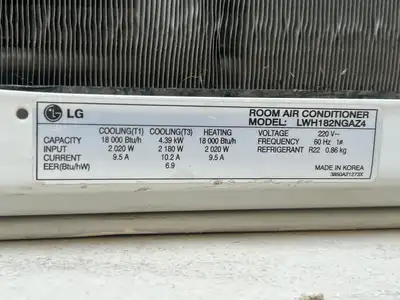 LG
ROOM AIR CONDITIONER
MODEL: LWH182NGAZ4
COOLING(T1) COOLING(T3) HEATING
CAPACITY 18 000 Btu/h 4.39 kW 18 000 Btu/h
INPUT 2 020 W 2 180 W 2 020 W
CURRENT 9.5 A 10.2 A 9.5 A
EER(Btu/hW) 6.9
VOLTAGE 220 V~
FREQUENCY 60 Hz 1#
REFRIGERANT R22 0.86 kg
MADE IN KOREA
3850A21273X